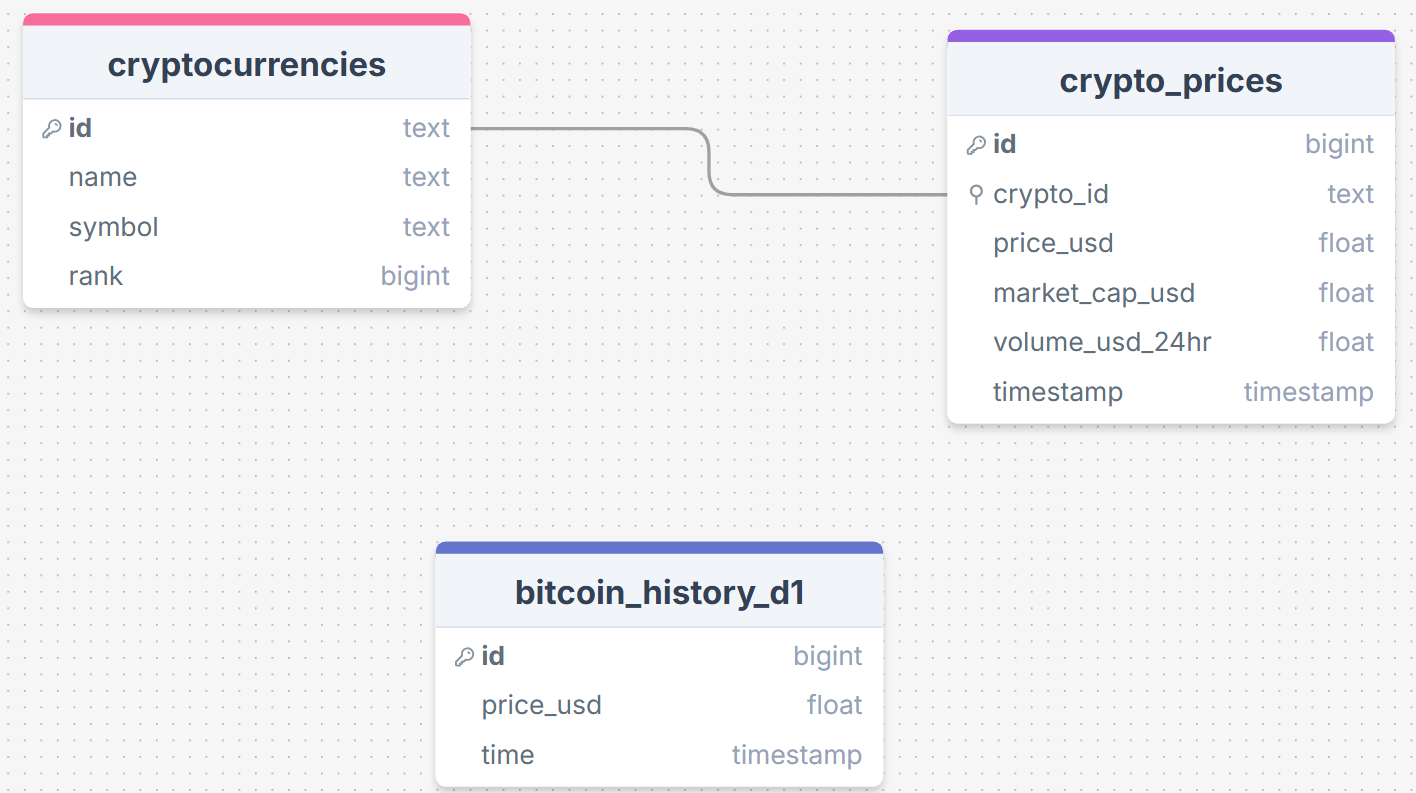 cryptocurrencies
id text
name text
symbol text
rank bigint
crypto_prices
id bigint
crypto_id text
price_usd float
market_cap_usd float
volume_usd_24hr float
timestamp timestamp
bitcoin_history_d1
id bigint
price_usd float
time timestamp